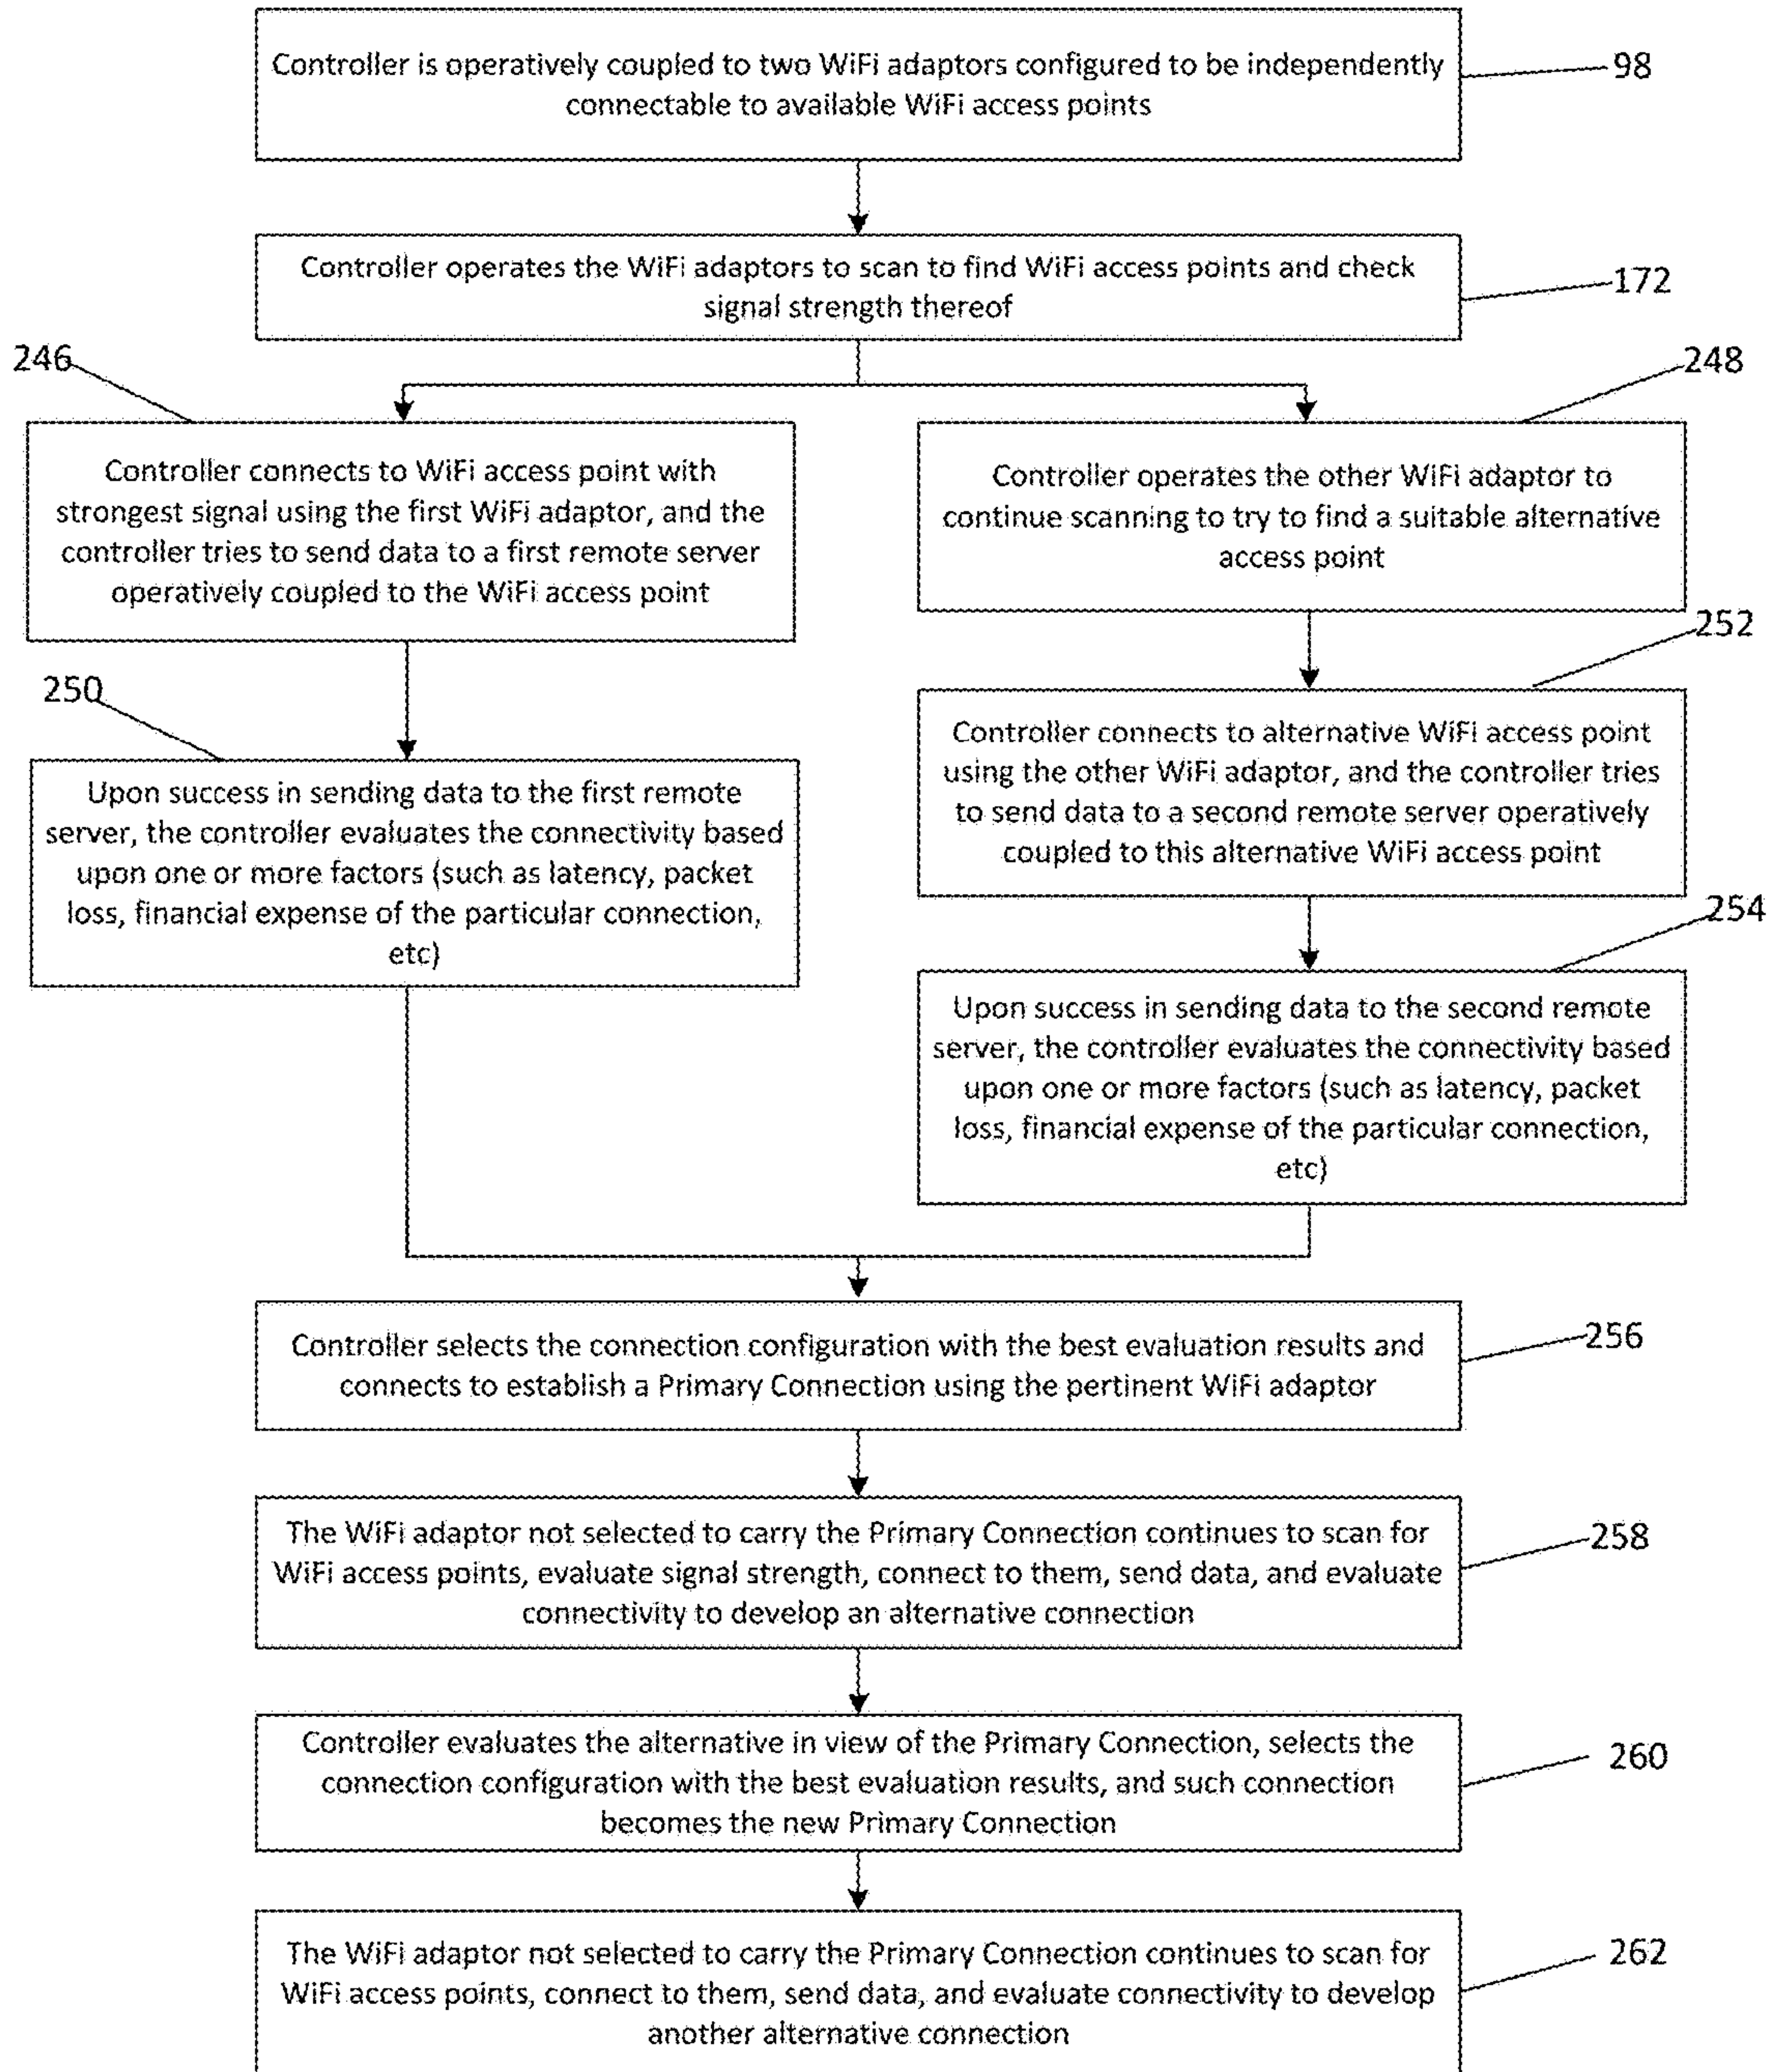 Controller is operatively coupled to two WiFi adaptors configured to be independently
connectable to available WiFi access points
98
Controller operates the WiFi adaptors to scan to find WiFi access points and check
signal strength thereof
172
246
248
Controller connects to WiFi access point with
strongest signal using the first WiFi adaptor, and the
controller tries to send data to a first remote server
operatively coupled to the WiFi access point
Controller operates the other WiFi adaptor to
continue scanning to try to find a suitable alternative
access point
252
250
Controller connects to alternative WiFi access point
using the other WiFi adaptor, and the controller tries
to send data to a second remote server operatively
coupled to this alternative WiFi access point
Upon success in sending data to the first remote
server, the controller evaluates the connectivity based
upon one or more factors (such as latency, packet
loss, financial expense of the particular connection,
etc)
254
Upon success in sending data to the second remote
server, the controller evaluates the connectivity based
upon one or more factors (such as latency, packet
loss, financial expense of the particular connection,
etc)
Controller selects the connection configuration with the best evaluation results and
connects to establish a Primary Connection using the pertinent WiFi adaptor
256
The WiFi adaptor not selected to carry the Primary Connection continues to scan for
WiFi access points, evaluate signal strength, connect to them, send data, and evaluate
connectivity to develop an alternative connection
258
Controller evaluates the alternative in view of the Primary Connection, selects the
connection configuration with the best evaluation results, and such connection
becomes the new Primary Connection
260
The WiFi adaptor not selected to carry the Primary Connection continues to scan for
WiFi access points, connect to them, send data, and evaluate connectivity to develop
another alternative connection
262